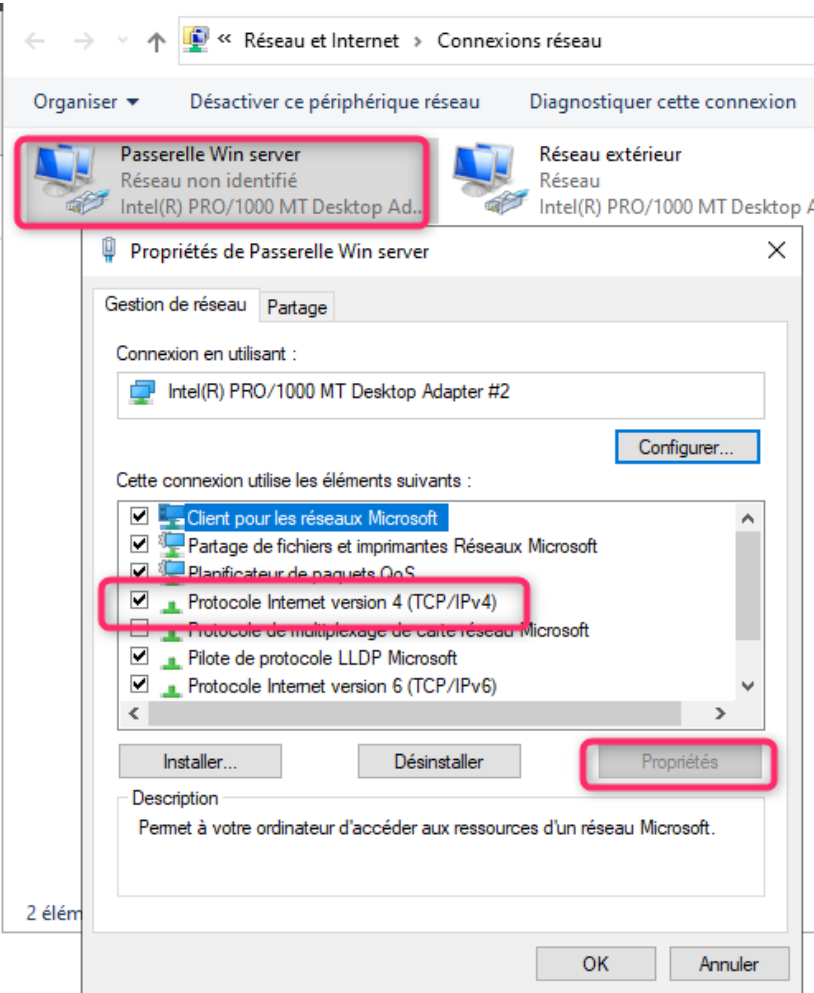 « Réseau et Internet › Connexions réseau
Organiser Désactiver ce périphérique réseau Diagnostiquer cette connexion
Passerelle Win server
Réseau non identifié
Intel(R) PRO/1000 MT Desktop Ad...
Réseau extérieur
Réseau
Intel(R) PRO/1000 MT Desktop A
Propriétés de Passerelle Win server
Gestion de réseau Partage
Connexion en utilisant :
Intel(R) PRO/1000 MT Desktop Adapter #2
Configurer...
Cette connexion utilise les éléments suivants :
Client pour les réseaux Microsoft
Partage de fichiers et imprimantes Réseaux Microsoft
Planificateur de paquets QoS
Protocole Internet version 4 (TCP/IPv4)
Protocole de multiplexage de carte réseau Microsoft
Pilote de protocole LLDP Microsoft
Protocole Internet version 6 (TCP/IPv6)
Installer... Désinstaller Propriétés
Description
Permet à votre ordinateur d'accéder aux ressources d'un réseau Microsoft.
2 élém
OK Annuler